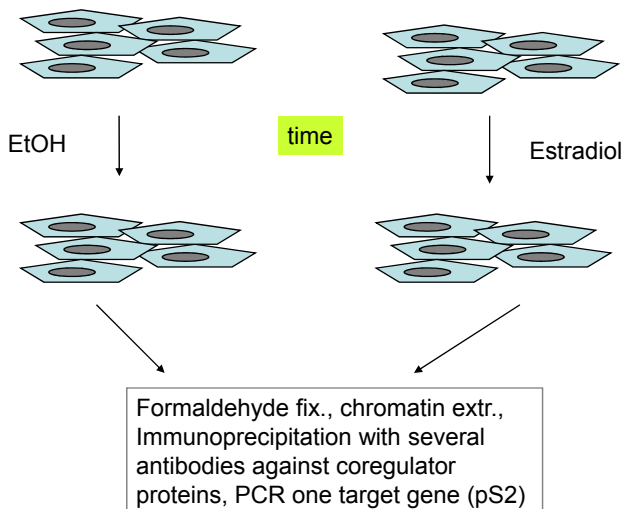 EtOH
time
Estradiol
Formaldehyde fix., chromatin extr.,
Immunoprecipitation with several
antibodies against coregulator
proteins, PCR one target gene (pS2)